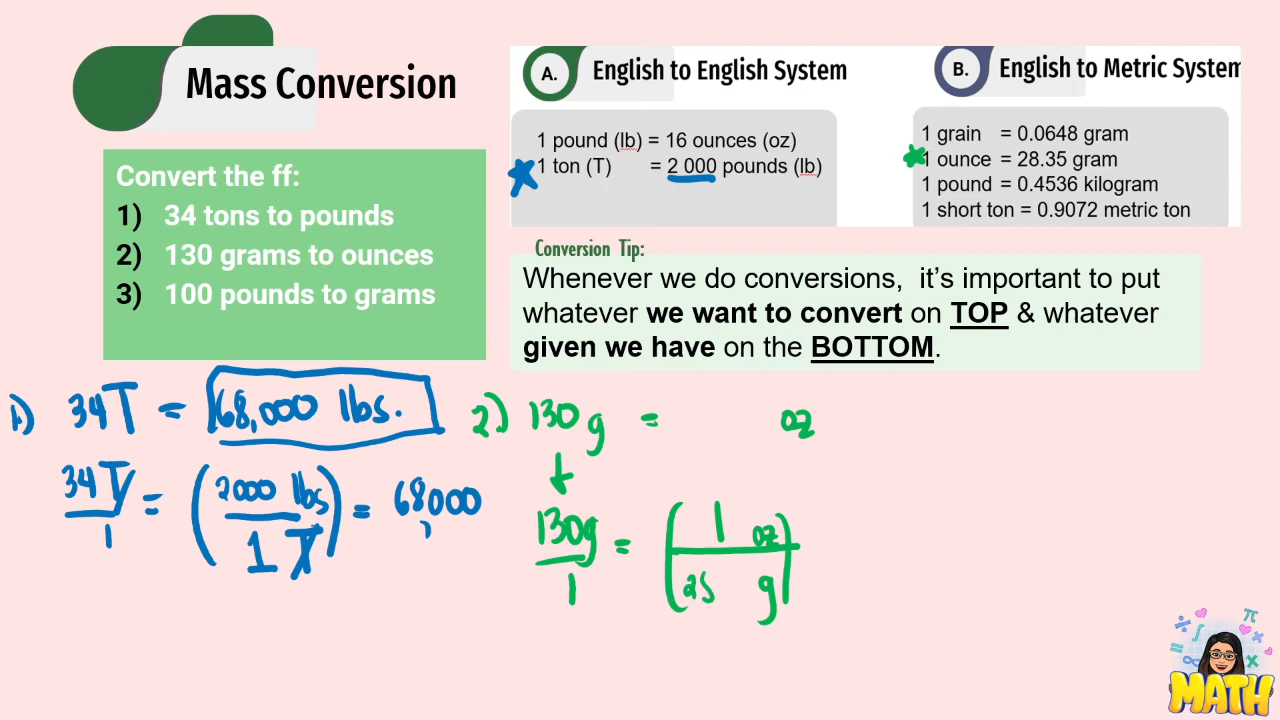 Mass Conversion
Convert the ff:
1) 34 tons to pounds
2) 130 grams to ounces
3) 100 pounds to grams
A. English to English System
1 pound (lb) = 16 ounces (oz)
1 ton (T) = 2 000 pounds (lb)
B. English to Metric System
1 grain = 0.0648 gram
1 ounce = 28.35 gram
1 pound = 0.4536 kilogram
1 short ton = 0.9072 metric ton
Conversion Tip:
Whenever we do conversions, it's important to put
whatever we want to convert on TOP & whatever
given we have on the BOTTOM.
1) 34T = 68,000 lbs.
34T/1 = (2000 lbs/1 T) = 68,000
2) 130g = oz
130g/1 = (1 oz/ g)
÷ π
∫ ×
= ∞ ×
MATH